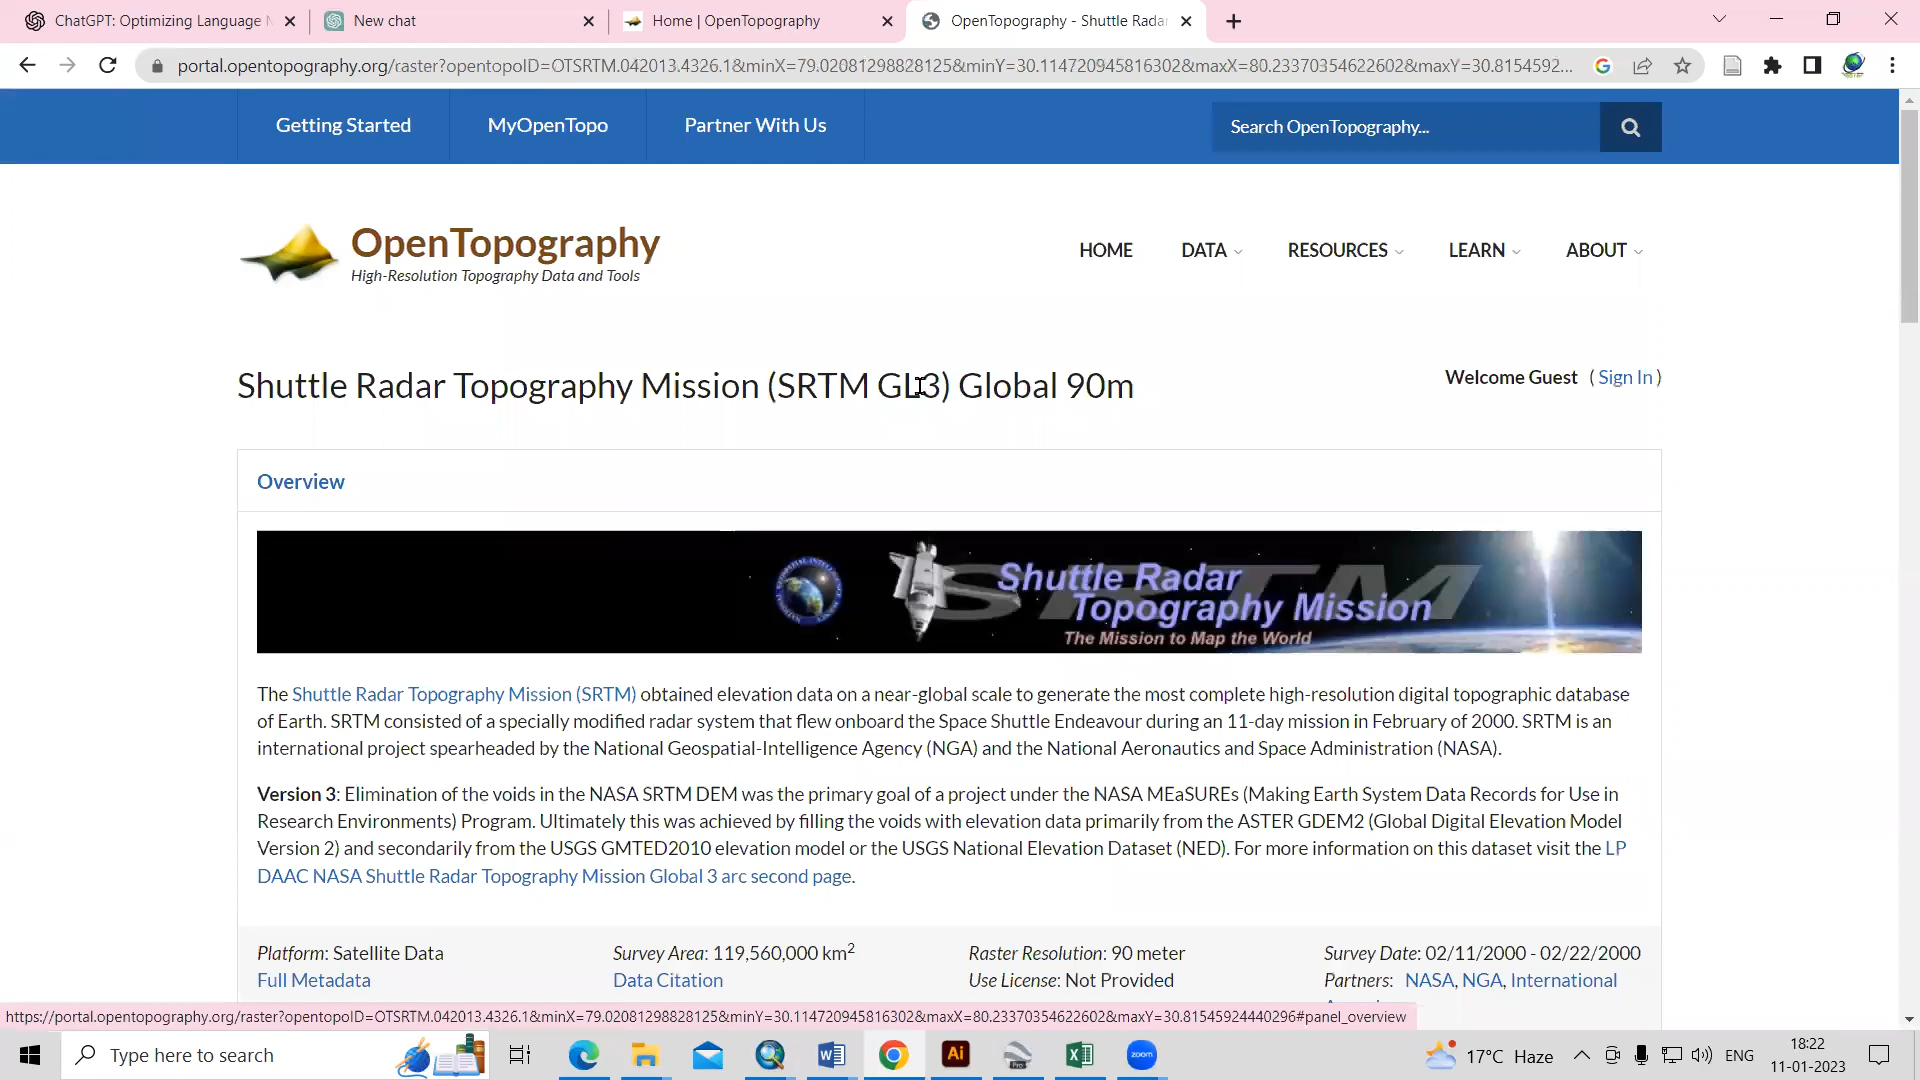 ChatGPT: Optimizing Language
New chat
Home | OpenTopography
OpenTopography - Shuttle Radar
portal.opentopography.org/raster?opentopoID=OTSRTM.042013.4326.1&minX=79.02081298828125&minY=30.114720945816302&maxX=80.23370354622602&maxY=30.8154592...
Getting Started
MyOpenTopo
Partner With Us
Search OpenTopography...
OpenTopography
High-Resolution Topography Data and Tools
HOME
DATA
RESOURCES
LEARN
ABOUT
Shuttle Radar Topography Mission (SRTM GL3) Global 90m
Welcome Guest ( Sign In )
Overview
SRTM
Shuttle Radar
Topography Mission
The Mission to Map the World
The Shuttle Radar Topography Mission (SRTM) obtained elevation data on a near-global scale to generate the most complete high-resolution digital topographic database
of Earth. SRTM consisted of a specially modified radar system that flew onboard the Space Shuttle Endeavour during an 11-day mission in February of 2000. SRTM is an
international project spearheaded by the National Geospatial-Intelligence Agency (NGA) and the National Aeronautics and Space Administration (NASA).
Version 3: Elimination of the voids in the NASA SRTM DEM was the primary goal of a project under the NASA MEaSUREs (Making Earth System Data Records for Use in
Research Environments) Program. Ultimately this was achieved by filling the voids with elevation data primarily from the ASTER GDEM2 (Global Digital Elevation Model
Version 2) and secondarily from the USGS GMTED2010 elevation model or the USGS National Elevation Dataset (NED). For more information on this dataset visit the LP
DAAC NASA Shuttle Radar Topography Mission Global 3 arc second page.
Platform: Satellite Data
Full Metadata
Survey Area: 119,560,000 km2
Data Citation
Raster Resolution: 90 meter
Use License: Not Provided
Survey Date: 02/11/2000 - 02/22/2000
Partners: NASA, NGA, International
https://portal.opentopography.org/raster?opentopoID=OTSRTM.042013.4326.1&minX=79.02081298828125&minY=30.114720945816302&maxX=80.23370354622602&maxY=30.81545924440296#panel_overview
Type here to search
Ai
Pro
zoom
17°C Haze
ENG
18:22
11-01-2023